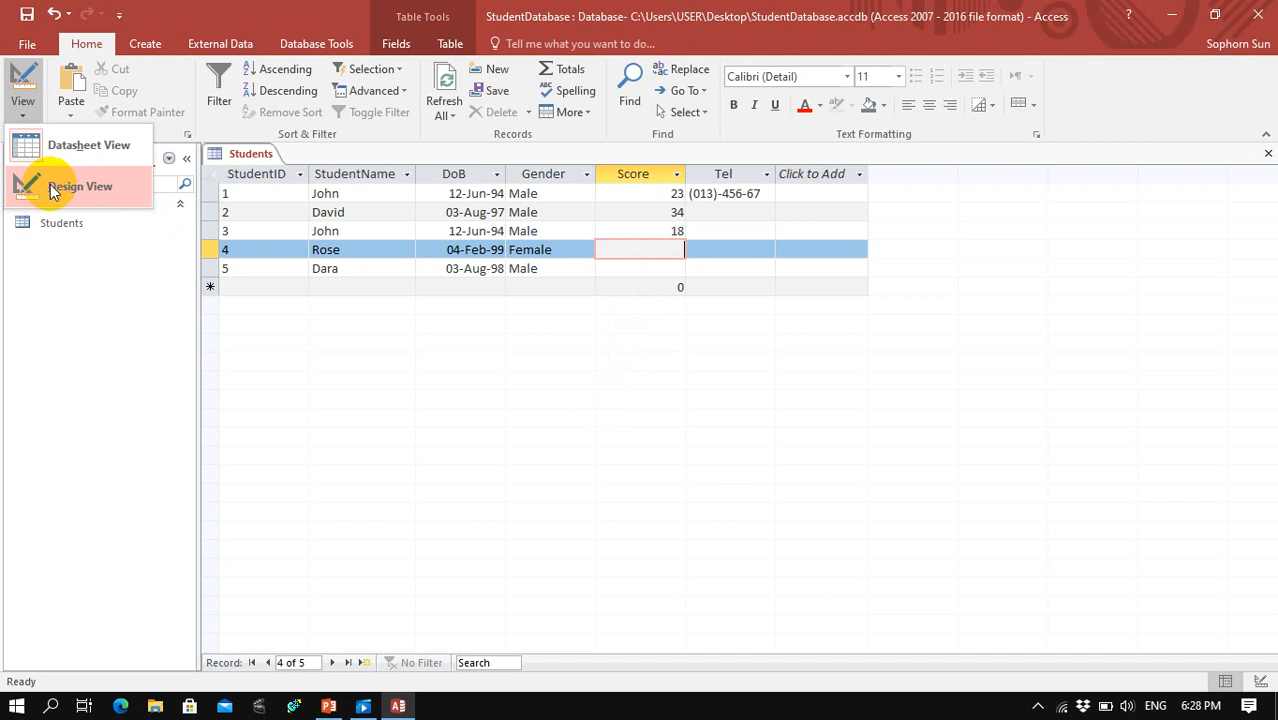 Table Tools
StudentDatabase : Database- C:\Users\USER\Desktop\StudentDatabase.accdb (Access 2007 - 2016 file format) - Access
?
File Home Create External Data Database Tools Fields Table Tell me what you want to do... Sophorn Sun
View Paste Cut Copy Format Painter
Filter Ascending Descending Remove Sort Selection Advanced Toggle Filter
Sort & Filter
Refresh All New Save Delete Totals Spelling More
Records
Find Replace Go To Select
Find
Calibri (Detail) 11
B I U A ab
Text Formatting
Datasheet View
Design View
Students
Students
StudentID StudentName DoB Gender Score Tel Click to Add
1 John 12-Jun-94 Male 23 (013)-456-67
2 David 03-Aug-97 Male 34
3 John 12-Jun-94 Male 18
4 Rose 04-Feb-99 Female
5 Dara 03-Aug-98 Male
0
Record: 4 of 5 No Filter Search
Ready
ENG 6:28 PM